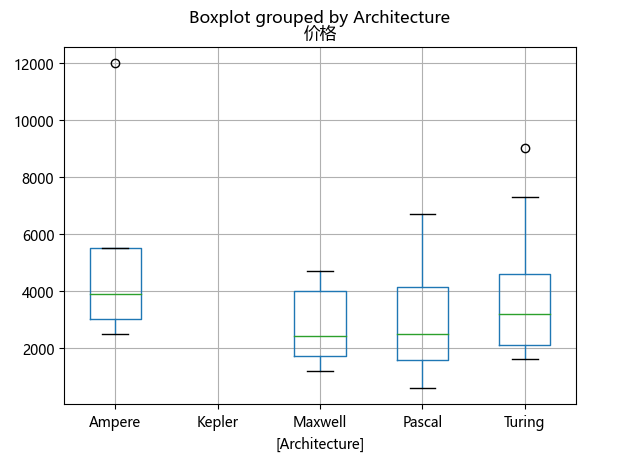 Boxplot grouped by Architecture
价格
12000
10000
8000
6000
4000
2000
Ampere Kepler Maxwell Pascal Turing
[Architecture]